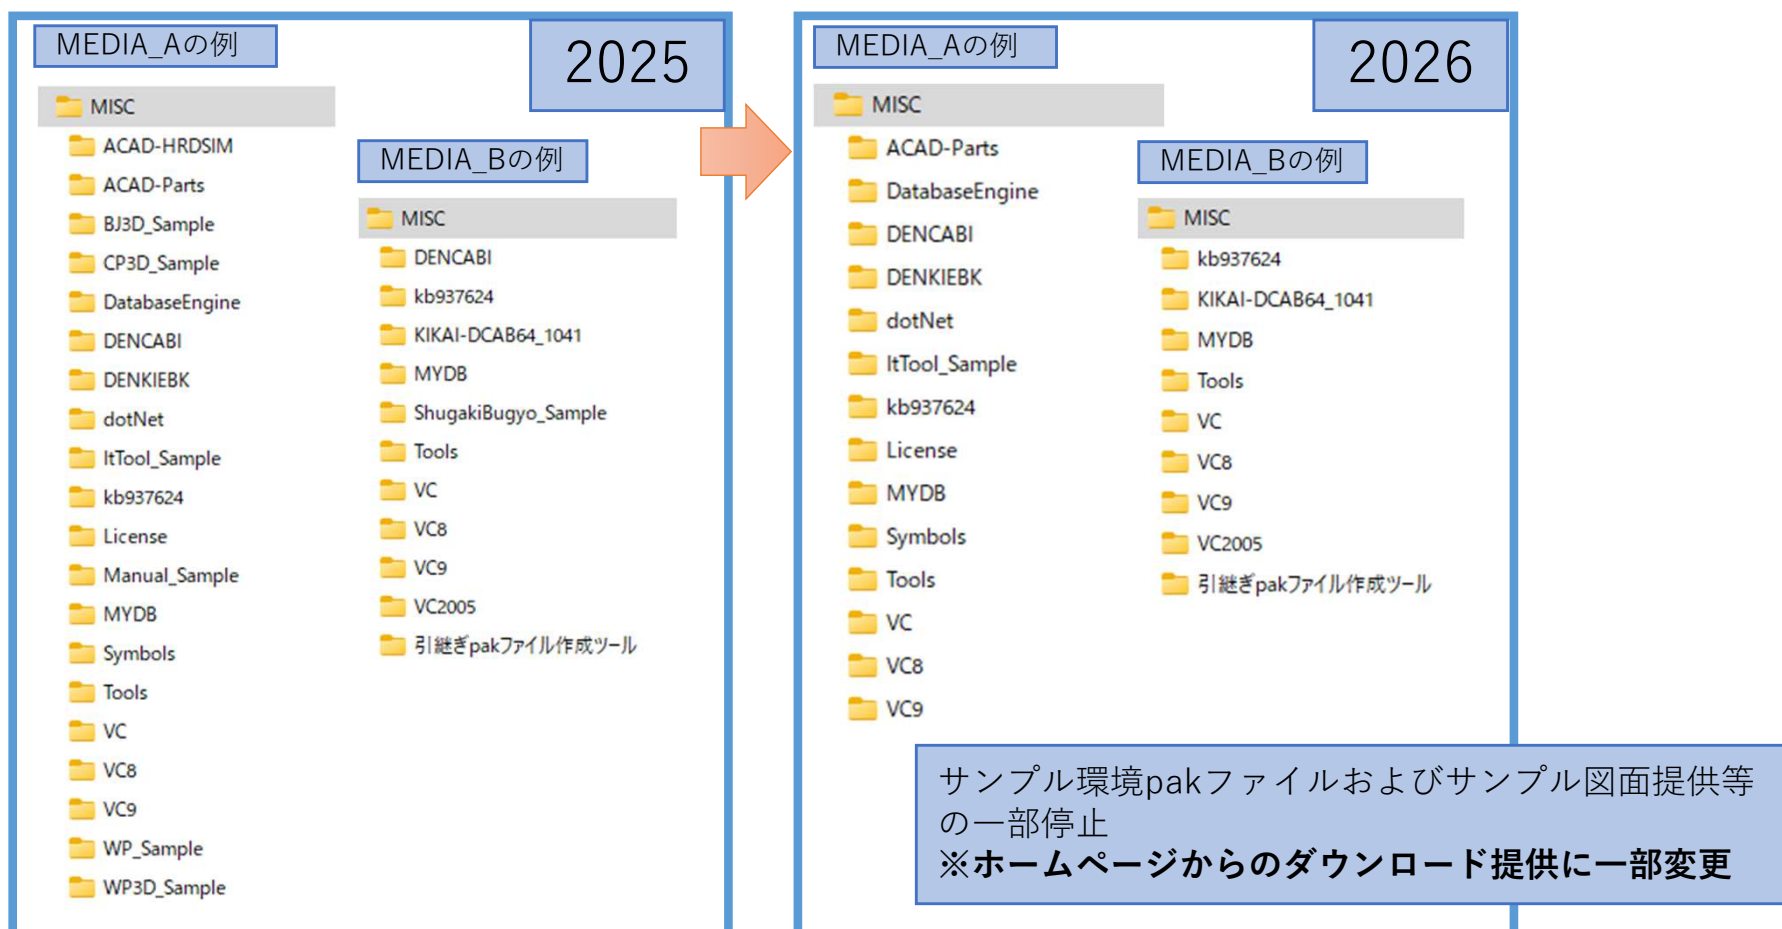 MEDIA_Aの例
2025
MISC
ACAD-HRDSIM
ACAD-Parts
BJ3D_Sample
CP3D_Sample
DatabaseEngine
DENCABI
DENKIEBK
dotNet
ltTool_Sample
kb937624
License
Manual_Sample
MYDB
Symbols
Tools
VC
VC8
VC9
WP_Sample
WP3D_Sample
MEDIA_Bの例
MISC
DENCABI
kb937624
KIKAI-DCAB64_1041
MYDB
ShugakiBugyo_Sample
Tools
VC
VC8
VC9
VC2005
引継ぎpakファイル作成ツール
MEDIA_Aの例
2026
MISC
ACAD-Parts
DatabaseEngine
DENCABI
DENKIEBK
dotNet
ltTool_Sample
kb937624
License
MYDB
Symbols
Tools
VC
VC8
VC9
MEDIA_Bの例
MISC
kb937624
KIKAI-DCAB64_1041
MYDB
Tools
VC
VC8
VC9
VC2005
引継ぎpakファイル作成ツール
サンプル環境pakファイルおよびサンプル図面提供等
の一部停止
※ホームページからのダウンロード提供に一部変更